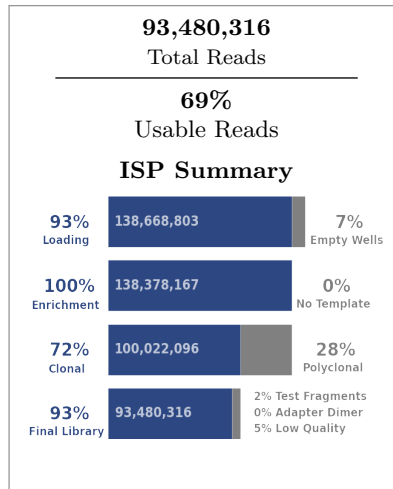 93,480,316
Total Reads
69%
Usable Reads
ISP Summary
93%
Loading
138,668,803
7%
Empty Wells
100%
Enrichment
138,378,167
0%
No Template
72%
Clonal
100,022,096
28%
Polyclonal
93%
Final Library
93,480,316
2% Test Fragments
0% Adapter Dimer
5% Low Quality